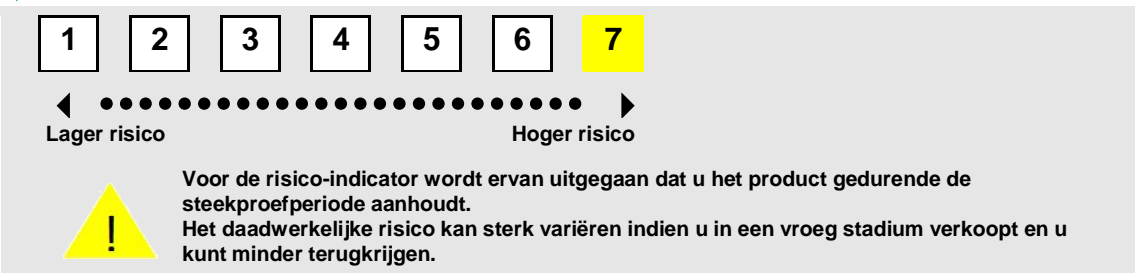 1 2 3 4 5 6 7
Lager risico Hoger risico
Voor de risico-indicator wordt ervan uitgegaan dat u het product gedurende de
steekproefperiode aanhoudt.
Het daadwerkelijke risico kan sterk variëren indien u in een vroeg stadium verkoopt en u
kunt minder terugkrijgen.
!